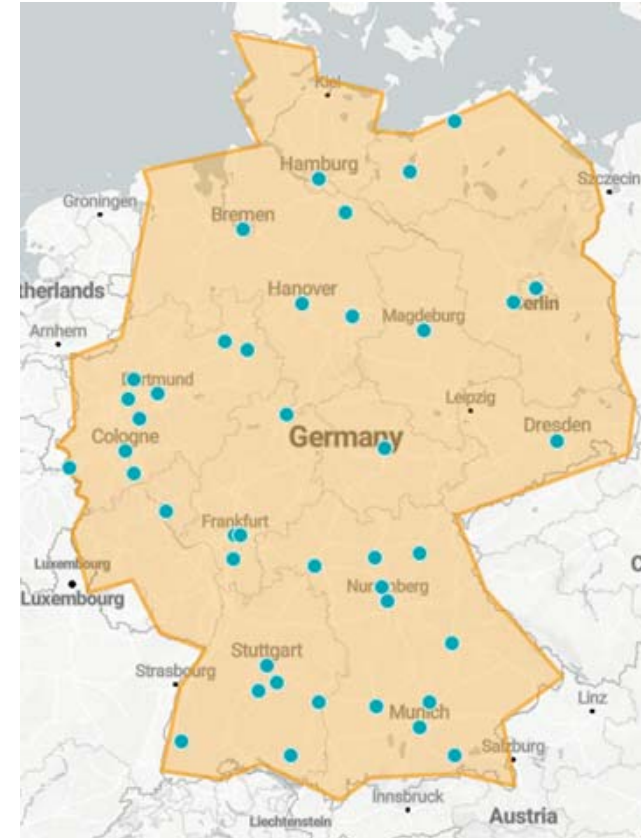 Kiel
Hamburg
Szczecin
Groningen
Bremen
therlands
Hanover
Berlin
Magdeburg
Arnhem
Dortmund
Leipzig
Cologne
Germany
Dresden
Frankfurt
Luxembourg
Luxembourg
Nuremberg
Stuttgart
Strasbourg
Linz
Munich
Salzburg
Innsbruck
Liechtenstein
Austria